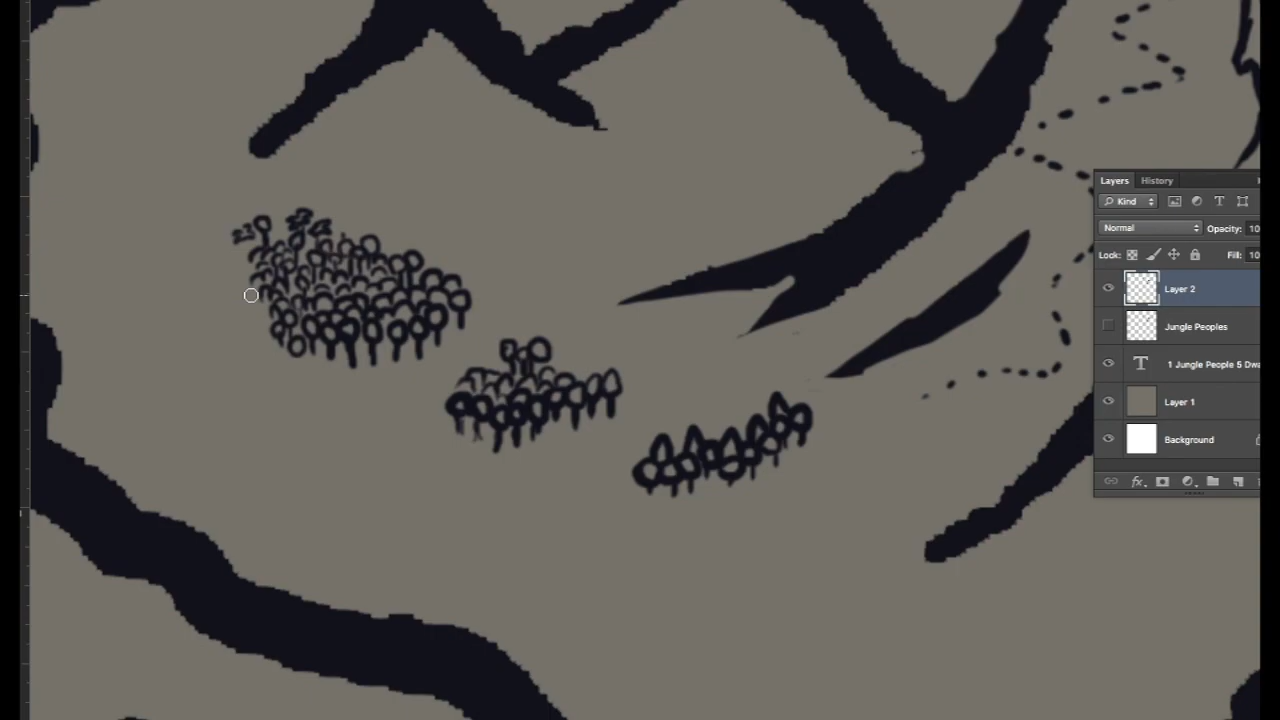 Layers History
Kind
Normal Opacity: 10
Lock: Fill: 10
Layer 2
Jungle Peoples
T 1 Jungle People 5 Dwa
Layer 1
Background
fx